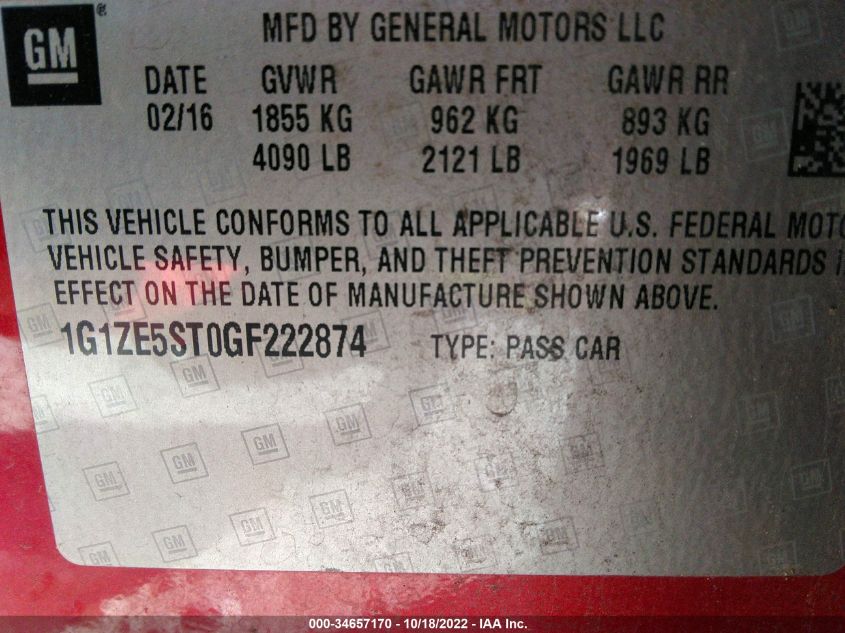 GM ®
MFD BY GENERAL MOTORS LLC
DATE GVWR GAWR FRT GAWR RR
02/16 1855 KG 962 KG 893 KG
4090 LB 2121 LB 1969 LB
THIS VEHICLE CONFORMS TO ALL APPLICABLE U.S. FEDERAL MOTO
VEHICLE SAFETY, BUMPER, AND THEFT PREVENTION STANDARDS I
EFFECT ON THE DATE OF MANUFACTURE SHOWN ABOVE.
1G1ZE5ST0GF222874 TYPE: PASS CAR
000-34657170 - 10/18/2022 - IAA Inc.